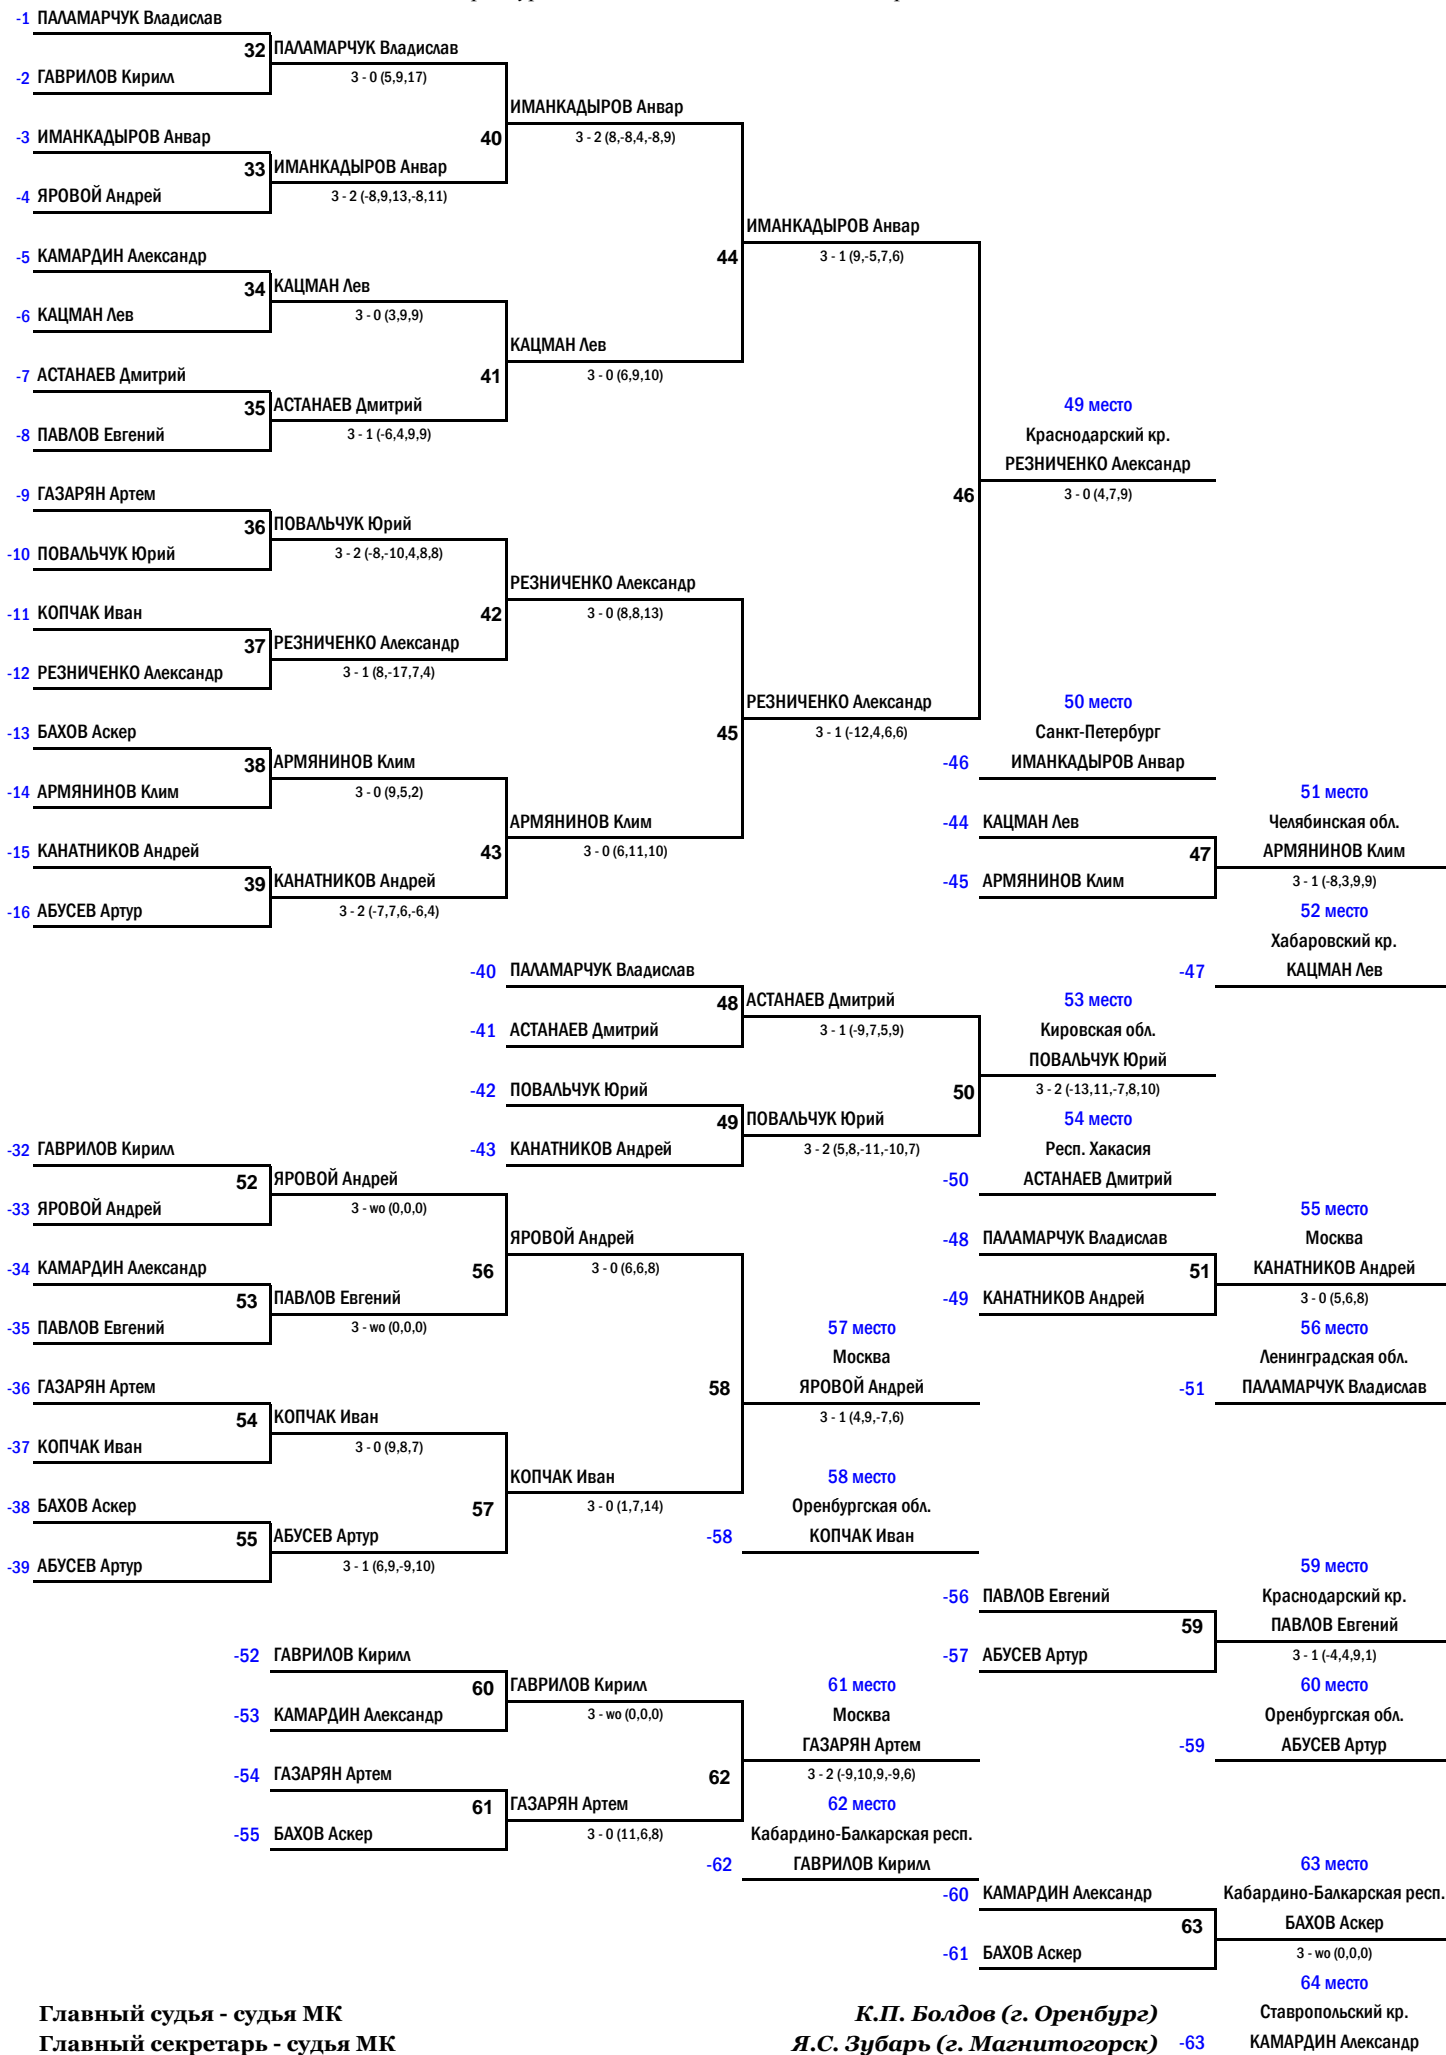 -1 ПАЛАМАРЧУК Владислав
32 ПАЛАМАРЧУК Владислав
-2 ГАВРИЛОВ Кирилл
3 - 0 (5,9,17)
ИМАНКАДЫРОВ Анвар
-3 ИМАНКАДЫРОВ Анвар
40
3 - 2 (8,-8,4,-8,9)
33 ИМАНКАДЫРОВ Анвар
-4 ЯРОВОЙ Андрей
3 - 2 (-8,9,13,-8,11)
ИМАНКАДЫРОВ Анвар
-5 КАМАРДИН Александр
44
3 - 1 (9,-5,7,6)
34 КАЦМАН Лев
-6 КАЦМАН Лев
3 - 0 (3,9,9)
КАЦМАН Лев
-7 АСТАНАЕВ Дмитрий
41
3 - 0 (6,9,10)
35 АСТАНАЕВ Дмитрий
49 место
-8 ПАВЛОВ Евгений
3 - 1 (-6,4,9,9)
Краснодарский кр.
РЕЗНИЧЕНКО Александр
-9 ГАЗАРЯН Артем
46
3 - 0 (4,7,9)
36 ПОВАЛЬЧУК Юрий
-10 ПОВАЛЬЧУК Юрий
3 - 2 (-8,-10,4,8,8)
РЕЗНИЧЕНКО Александр
-11 КОПЧАК Иван
42
3 - 0 (8,8,13)
37 РЕЗНИЧЕНКО Александр
-12 РЕЗНИЧЕНКО Александр
3 - 1 (8,-17,7,4)
РЕЗНИЧЕНКО Александр
50 место
-13 БАХОВ Аскер
45
3 - 1 (-12,4,6,6)
Санкт-Петербург
38 АРМЯНИНОВ Клим
-46 ИМАНКАДЫРОВ Анвар
-14 АРМЯНИНОВ Клим
3 - 0 (9,5,2)
51 место
АРМЯНИНОВ Клим
-44 КАЦМАН Лев
Челябинская обл.
-15 КАНАТНИКОВ Андрей
43
3 - 0 (6,11,10)
47
АРМЯНИНОВ Клим
39 КАНАТНИКОВ Андрей
-45 АРМЯНИНОВ Клим
3 - 1 (-8,3,9,9)
-16 АБУСЕВ Артур
3 - 2 (-7,7,6,-6,4)
52 место
Хабаровский кр.
-40 ПАЛАМАРЧУК Владислав
-47 КАЦМАН Лев
48 АСТАНАЕВ Дмитрий
53 место
-41 АСТАНАЕВ Дмитрий
3 - 1 (-9,7,5,9)
Кировская обл.
ПОВАЛЬЧУК Юрий
-42 ПОВАЛЬЧУК Юрий
50
3 - 2 (-13,11,-7,8,10)
49 ПОВАЛЬЧУК Юрий
54 место
-32 ГАВРИЛОВ Кирилл
-43 КАНАТНИКОВ Андрей
3 - 2 (5,8,-11,-10,7)
Респ. Хакасия
52 ЯРОВОЙ Андрей
-50 АСТАНАЕВ Дмитрий
-33 ЯРОВОЙ Андрей
3 - wo (0,0,0)
55 место
ЯРОВОЙ Андрей
-48 ПАЛАМАРЧУК Владислав
Москва
-34 КАМАРДИН Александр
56
3 - 0 (6,6,8)
51
КАНАТНИКОВ Андрей
53 ПАВЛОВ Евгений
-49 КАНАТНИКОВ Андрей
3 - 0 (5,6,8)
-35 ПАВЛОВ Евгений
3 - wo (0,0,0)
57 место
56 место
Москва
Ленинградская обл.
-36 ГАЗАРЯН Артем
58
ЯРОВОЙ Андрей
-51 ПАЛАМАРЧУК Владислав
54 КОПЧАК Иван
3 - 1 (4,9,-7,6)
-37 КОПЧАК Иван
3 - 0 (9,8,7)
КОПЧАК Иван
58 место
-38 БАХОВ Аскер
57
3 - 0 (1,7,14)
Оренбургская обл.
55 АБУСЕВ Артур
-58 КОПЧАК Иван
-39 АБУСЕВ Артур
3 - 1 (6,9,-9,10)
59 место
-56 ПАВЛОВ Евгений
Краснодарский кр.
59
ПАВЛОВ Евгений
-52 ГАВРИЛОВ Кирилл
-57 АБУСЕВ Артур
3 - 1 (-4,4,9,1)
60 ГАВРИЛОВ Кирилл
61 место
60 место
-53 КАМАРДИН Александр
3 - wo (0,0,0)
Москва
Оренбургская обл.
ГАЗАРЯН Артем
-59 АБУСЕВ Артур
-54 ГАЗАРЯН Артем
62
3 - 2 (-9,10,9,-9,6)
61 ГАЗАРЯН Артем
62 место
-55 БАХОВ Аскер
3 - 0 (11,6,8)
Кабардино-Балкарская респ.
-62 ГАВРИЛОВ Кирилл
63 место
-60 КАМАРДИН Александр
Кабардино-Балкарская респ.
63
БАХОВ Аскер
-61 БАХОВ Аскер
3 - wo (0,0,0)
64 место
Главный судья - судья МК
К.П. Болдов (г. Оренбург)
Ставропольский кр.
Главный секретарь - судья МК
Я.С. Зубарь (г. Магнитогорск)
-63 КАМАРДИН Александр